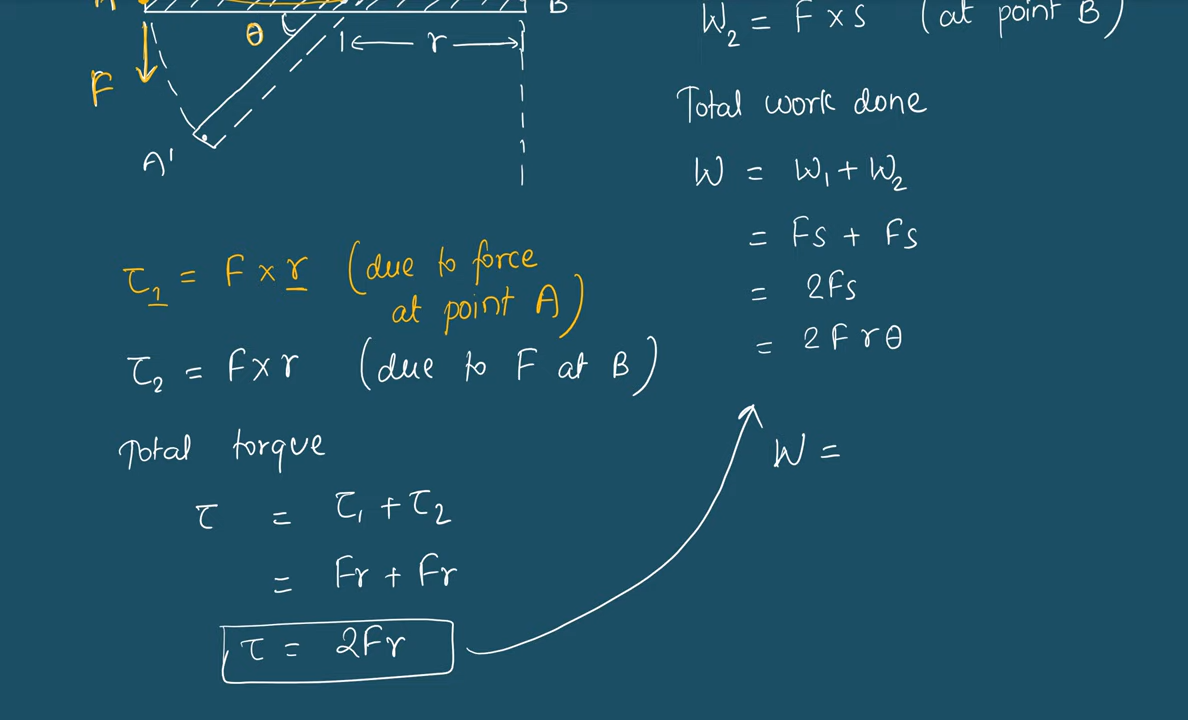 B
θ
r
F
A'
τ₁ = F × r (due to force
at point A)
τ₂ = F × r (due to F at B)
Total torque
τ = τ₁ + τ₂
= Fr + Fr
τ = 2Fr
W₂ = F × s (at point B)
Total work done
W = W₁ + W₂
= Fs + Fs
= 2Fs
= 2F r θ
W =